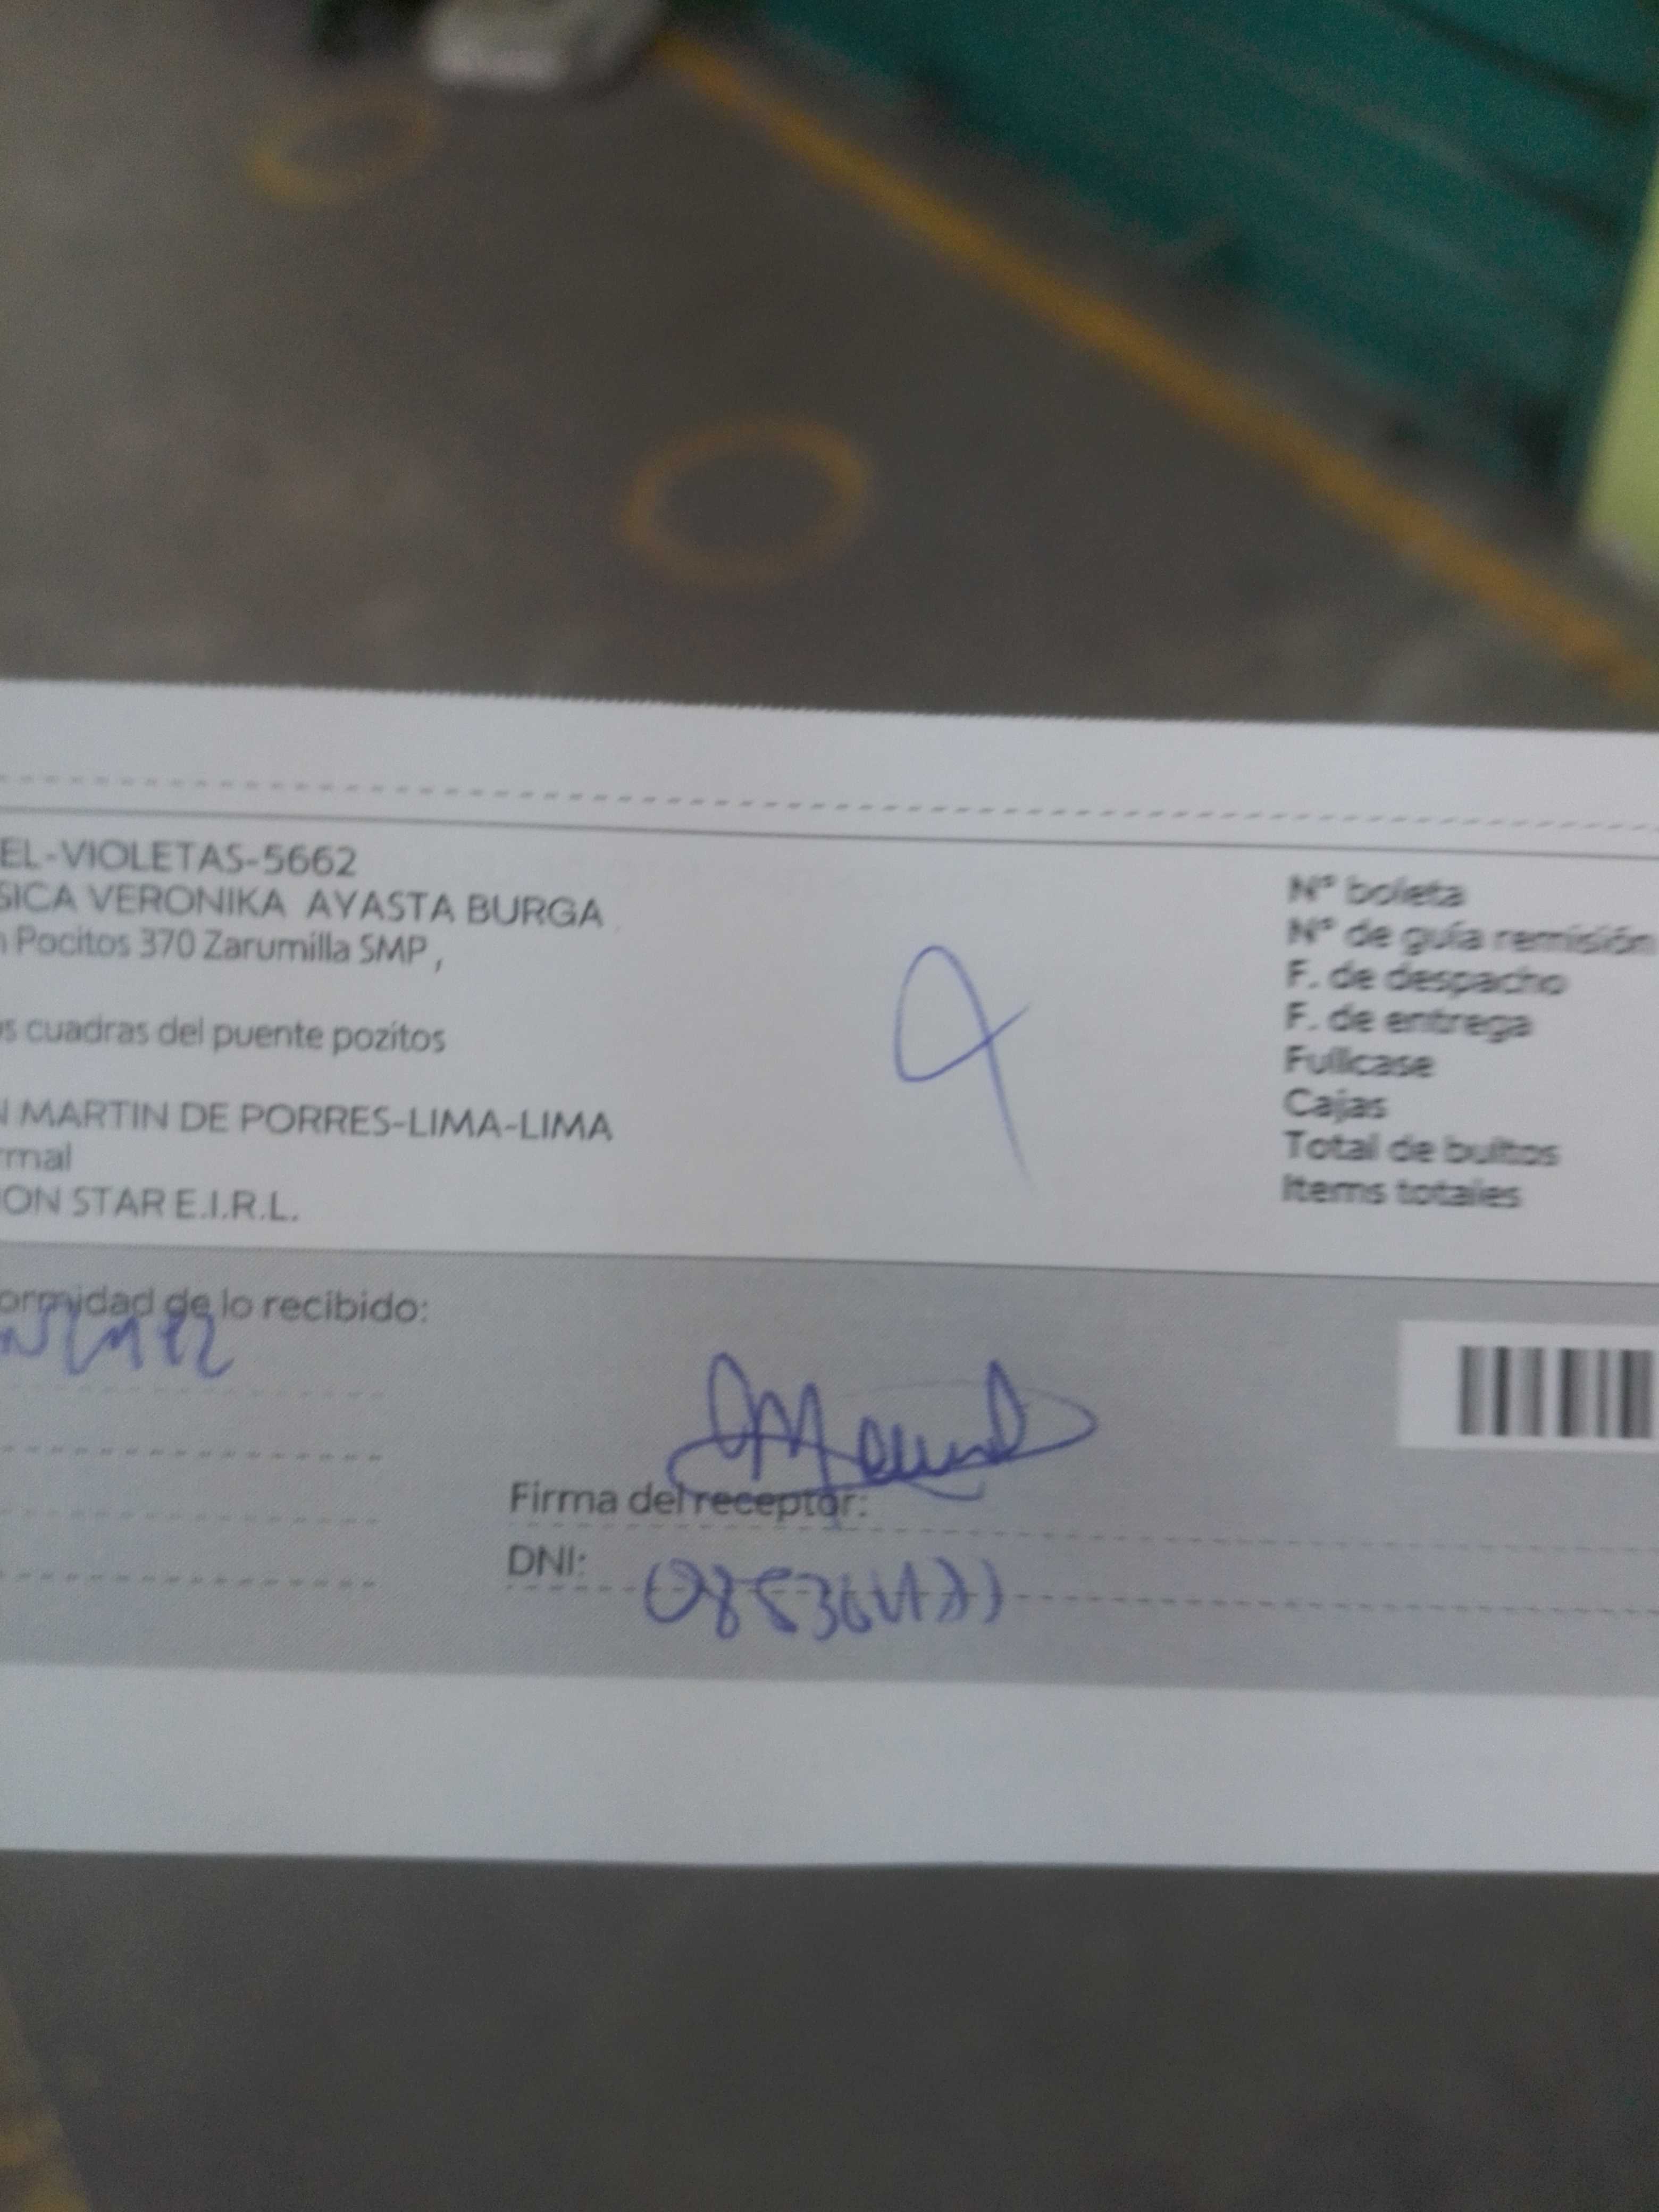 EL-VIOLETAS-5662
SICA VERONIKA AYASTA BURGA
Pocitos 370 Zarumilla SMP,
s cuadras del puente pozitos
N MARTIN DE PORRES-LIMA-LIMA
rmal
ION STAR E.I.R.L.
9
N° boleta
N° de guía remisión
F. de despacho
F. de entrega
Fullcase
Cajas
Total de bultos
Items totales
ormidad de lo recibido:
Firma del receptor:
DNI: